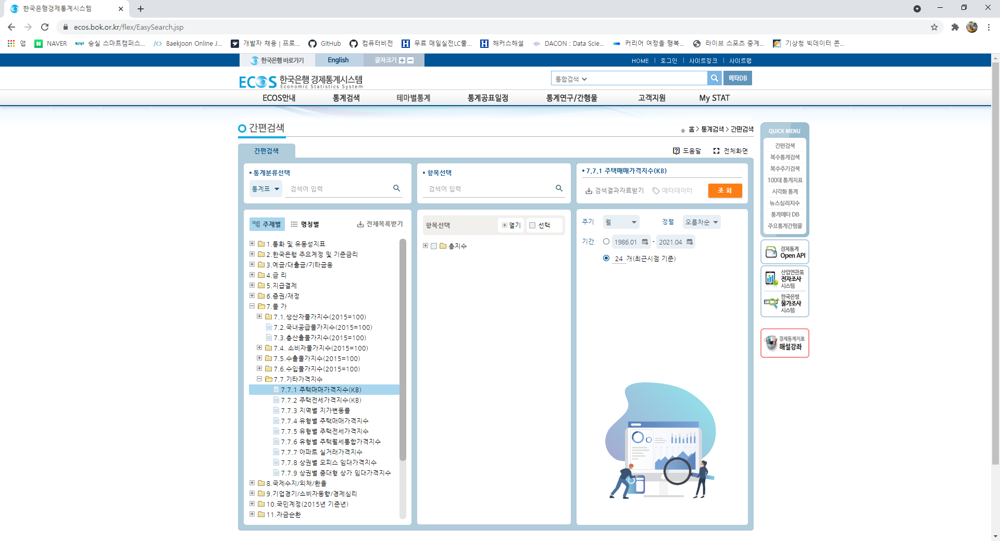 한국은행경제통계시스템
ecos.bok.or.kr/flex/EasySearch.jsp
앱 NAVER 숭실 스마트캠퍼스... Baekjoon Online J... 개발자 채용 | 프로... GitHub 컴퓨터비전 무료 매일실전LC풀... 해커스해설 DACON : Data Scie... 커리어 여정을 행복... 라이브 스포츠 중계... 기상청 빅데이터 콘...
한국은행 바로가기 English 글자크기 HOME 로그인 사이트링크 사이트맵
ECOS 한국은행 경제통계시스템
Economic Statistics System
통합검색 메타DB
ECOS안내 통계검색 테마별통계 통계공표일정 통계연구/간행물 고객지원 My STAT
간편검색
홈 > 통계검색 > 간편검색
간편검색 도움말 전체화면
통계분류선택
통계표 검색어 입력
항목선택
검색어 입력
7.7.1 주택매매가격지수(KB)
검색결과자료받기 메타데이터 조 회
주제별 명칭별 전체목록받기
1.통화 및 유동성지표
2.한국은행 주요계정 및 기준금리
3.예금/대출금/기타금융
4.금 리
5.지급결제
6.증권/재정
7.물 가
7.1.생산자물가지수(2015=100)
7.2.국내공급물가지수(2015=100)
7.3.총산출물가지수(2015=100)
7.4. 소비자물가지수(2015=100)
7.5.수출물가지수(2015=100)
7.6.수입물가지수(2015=100)
7.7.기타가격지수
7.7.1 주택매매가격지수(KB)
7.7.2 주택전세가격지수(KB)
7.7.3 지역별 지가변동률
7.7.4 유형별 주택매매가격지수
7.7.5 유형별 주택전세가격지수
7.7.6 유형별 주택월세통합가격지수
7.7.7 아파트 실거래가격지수
7.7.8 상권별 오피스 임대가격지수
7.7.9 상권별 중대형 상가 임대가격지수
8.국제수지/외채/환율
9.기업경기/소비자동향/경제심리
10.국민계정(2015년 기준년)
11.자금순환
항목선택 열기 선택
총지수
주기 월 정렬 오름차순
기간 1986.01 - 2021.04
24 개(최근시점 기준)
QUICK MENU
간편검색
복수통계검색
복수주기검색
100대 통계지표
시각화 통계
뉴스심리지수
통계메타 DB
주요통계간행물
경제통계
Open API
산업연관표
전자조사
시스템
한국은행
물가조사
시스템
경제통계지표
해설강좌